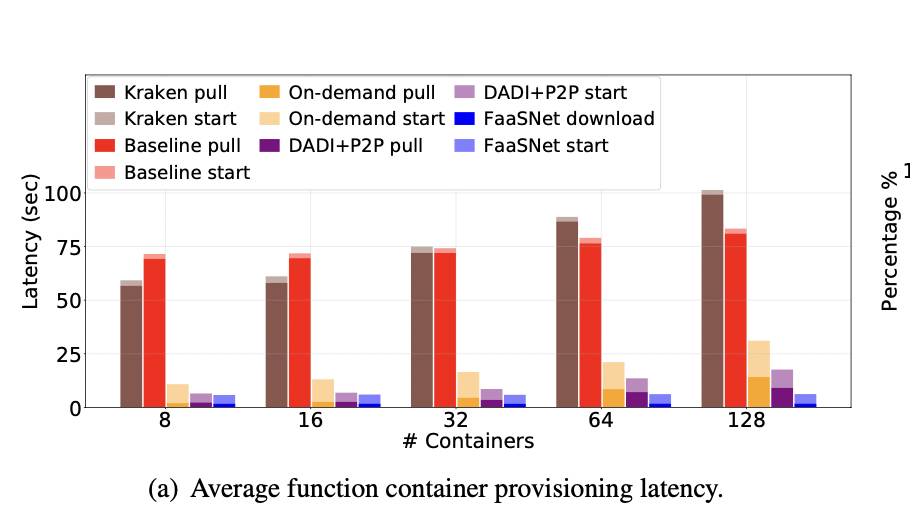 Kraken pull
Kraken start
Baseline pull
Baseline start
On-demand pull
On-demand start
DADI+P2P pull
DADI+P2P start
FaaSNet download
FaaSNet start
Latency (sec)
100
75
50
25
0
8 16 32 64 128
# Containers
Percentage %
1
(a) Average function container provisioning latency.